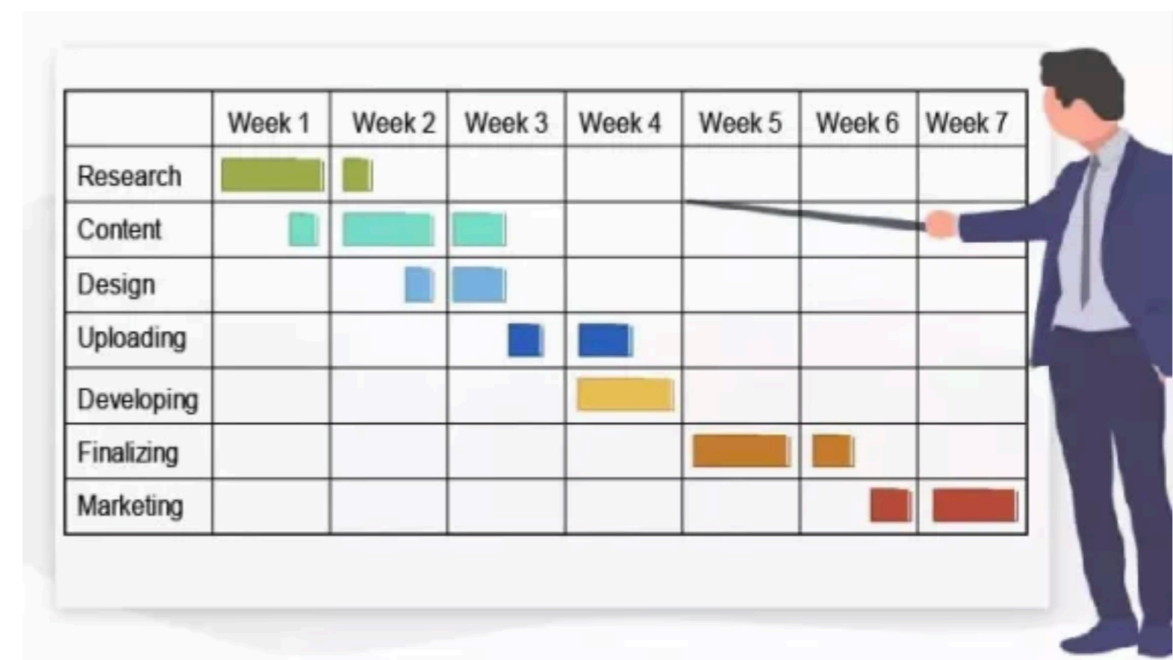 Week 1 Week 2 Week 3 Week 4 Week 5 Week 6 Week 7
Research
Content
Design
Uploading
Developing
Finalizing
Marketing